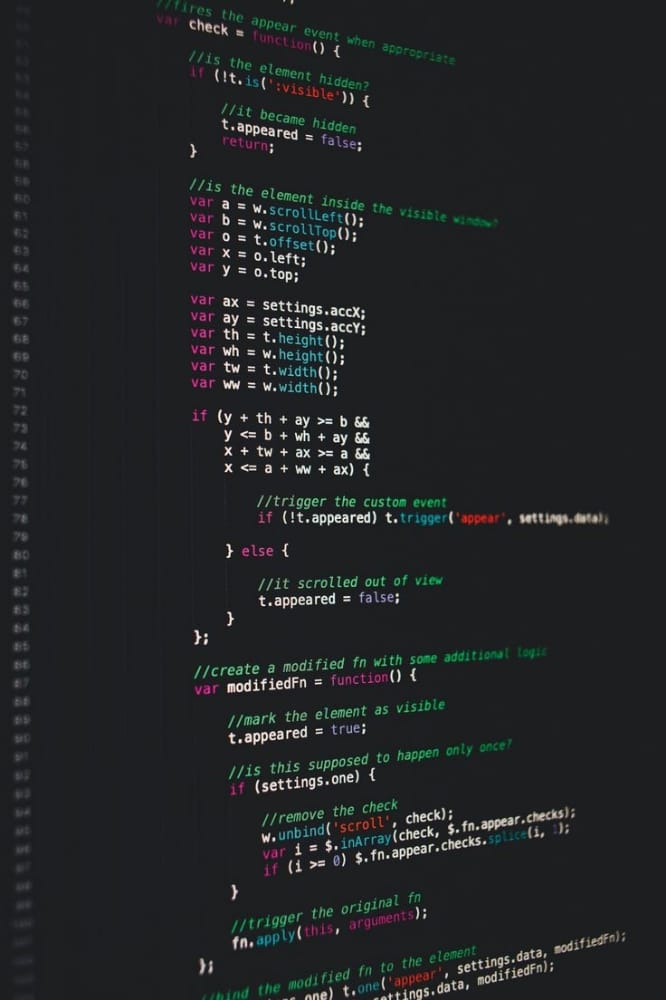 //fires the appear event when appropriate
var check = function() {
//is the element hidden?
if (!t.is(':visible')) {
//it became hidden
t.appeared = false;
return;
}
//is the element inside the visible window?
var a = w.scrollLeft();
var b = w.scrollTop();
var o = t.offset();
var x = o.left;
var y = o.top;
var ax = settings.accX;
var ay = settings.accY;
var th = t.height();
var wh = w.height();
var tw = t.width();
var ww = w.width();
if (y + th + ay >= b &&
y <= b + wh + ay &&
x + tw + ax >= a &&
x <= a + ww + ax) {
//trigger the custom event
if (!t.appeared) t.trigger('appear', settings.data);
} else {
//it scrolled out of view
t.appeared = false;
}
};
//create a modified fn with some additional logic
var modifiedFn = function() {
//mark the element as visible
t.appeared = true;
//is this supposed to happen only once?
if (settings.one) {
//remove the check
w.unbind('scroll', check);
var i = $.inArray(check, $.fn.appear.checks);
if (i >= 0) $.fn.appear.checks.splice(i, 1);
}
//trigger the original fn
fn.apply(this, arguments);
};
//bind the modified fn to the element
one) t.one('appear', settings.data, modifiedFn);
settings.data, modifiedFn);